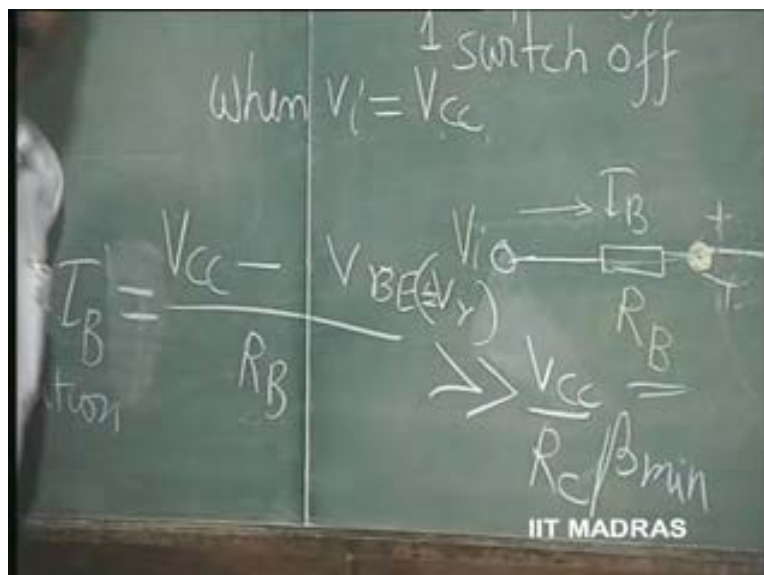 1 switch off
when Vi = VCC
Vi → IB +
RB
IB = VCC - VBE(≐Vγ)
RB
>> VCC
RC/βmin
IIT MADRAS